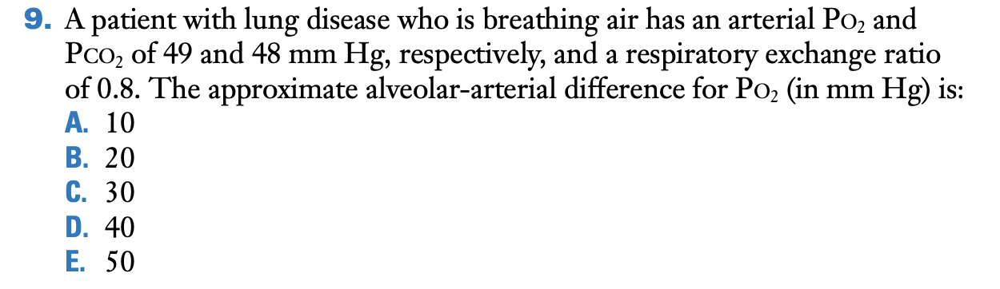 9. A patient with lung disease who is breathing air has an arterial PO₂ and
PCO₂ of 49 and 48 mm Hg, respectively, and a respiratory exchange ratio
of 0.8. The approximate alveolar-arterial difference for PO₂ (in mm Hg) is:
A. 10
B. 20
C. 30
D. 40
E. 50